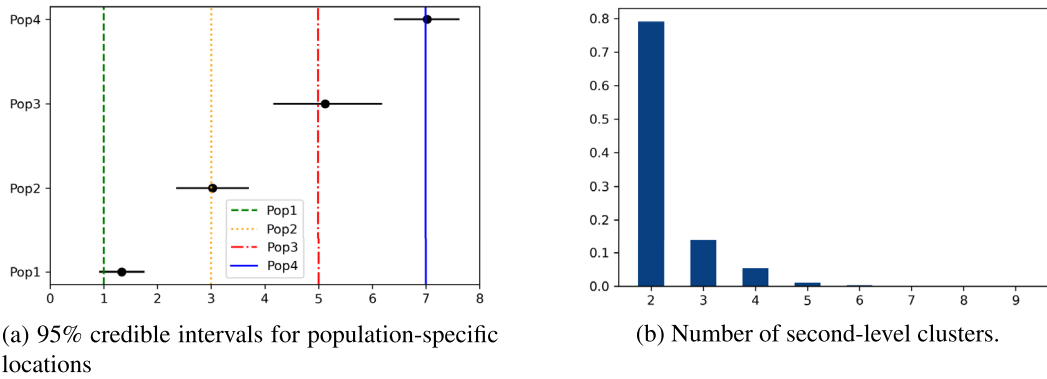 Pop4
Pop3
Pop2
Pop1
Pop1
Pop2
Pop3
Pop4
0 1 2 3 4 5 6 7 8
(a) 95% credible intervals for population-specific
locations
0.8
0.7
0.6
0.5
0.4
0.3
0.2
0.1
0.0
2 3 4 5 6 7 8 9
(b) Number of second-level clusters.